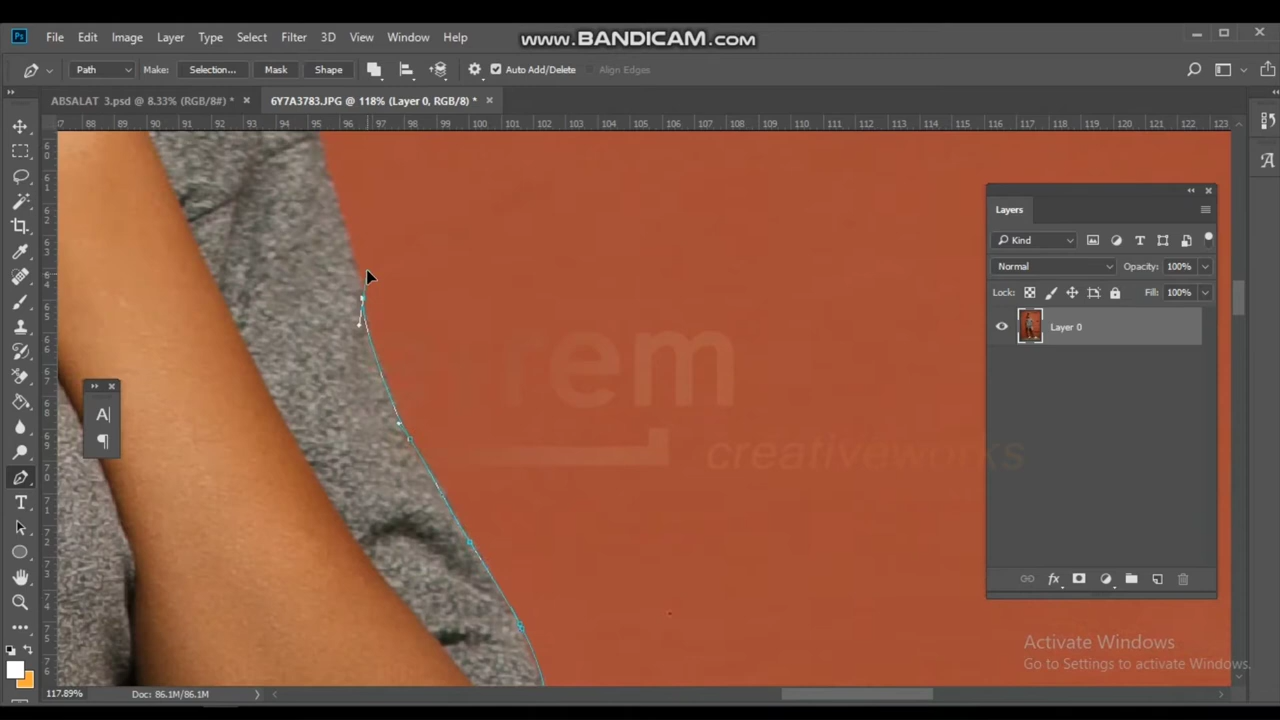 www.BANDICAM.com
Ps File Edit Image Layer Type Select Filter 3D View Window Help
Path Make: Selection... Mask Shape Auto Add/Delete Align Edges
ABSALAT 3.psd @ 8.33% (RGB/8#) * 6Y7A3783.JPG @ 118% (Layer 0, RGB/8) *
87 88 89 90 91 92 93 94 95 96 97 98 99 100 101 102 103 104 105 106 107 108 109 110 111 112 113 114 115 116 117 118 119 120 121 122 123
Layers
Kind
Normal Opacity: 100%
Lock: Fill: 100%
Layer 0
rem
creativeworks
A
¶
T
fx
Activate Windows
Go to Settings to activate Windows.
117.89% Doc: 86.1M/86.1M